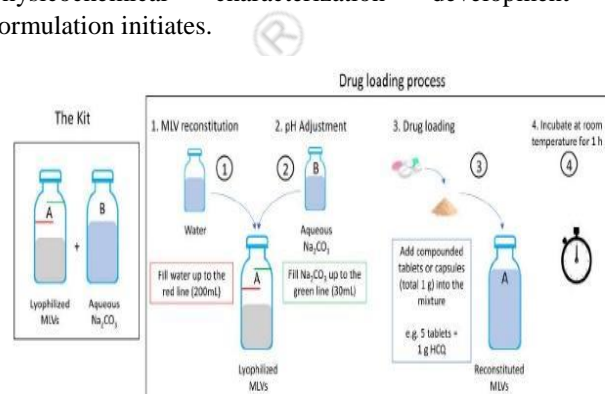 hysicochemical characterization development
ormulation initiates.
®
Drug loading process
The Kit
1. MLV reconstitution
2. pH Adjustment
3. Drug loading
4. Incubate at room
temperature for 1 h
1
2
3
4
A
B
+
Lyophilized
MLVs
Aqueous
Na2CO3
Water
B
Aqueous
Na2CO3
Fill water up to the
red line (200mL)
Fill Na2CO3 up to the
green line (30mL)
A
Lyophilized
MLVs
Add compounded
tablets or capsules
(total 1 g) into the
mixture
e.g. 5 tablets =
1 g HCQ
A
Reconstituted
MLVs